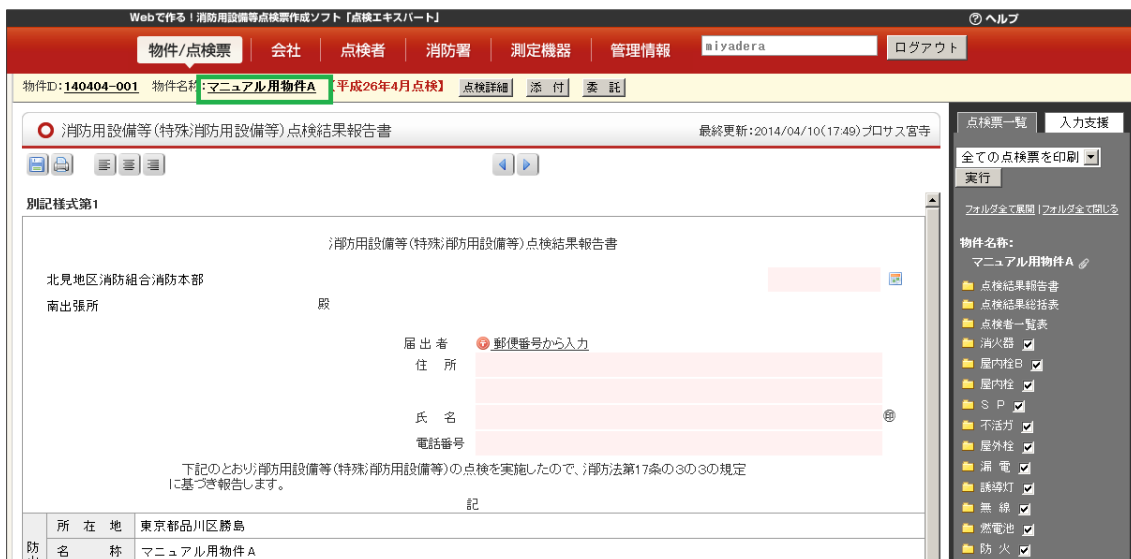 Webで作る！消防用設備等点検票作成ソフト「点検エキスパート」 ヘルプ
物件/点検票 会社 点検者 消防署 測定機器 管理情報 miyadera ログアウト
物件ID:140404-001 物件名称:マニュアル用物件A 【平成26年4月点検】 点検詳細 添 付 委 託
消防用設備等(特殊消防用設備等)点検結果報告書 最終更新:2014/04/10(17:49)プロサス宮寺
別記様式第1
消防用設備等(特殊消防用設備等)点検結果報告書
北見地区消防組合消防本部
南出張所 殿
届出者 〒郵便番号から入力
住 所
氏 名 印
電話番号
下記のとおり消防用設備等(特殊消防用設備等)の点検を実施したので、消防法第17条の3の3の規定
に基づき報告します。
記
所 在 地 東京都品川区勝島
防
名 称 マニュアル用物件A
点検票一覧 入力支援
全ての点検票を印刷
実行
フォルダ全て展開 | フォルダ全て閉じる
物件名称:
マニュアル用物件A
点検結果報告書
点検結果総括表
点検者一覧表
消火器
屋内栓B
屋内栓
S P
不活ガ
屋外栓
漏 電
誘導灯
無 線
燃電池
防 火